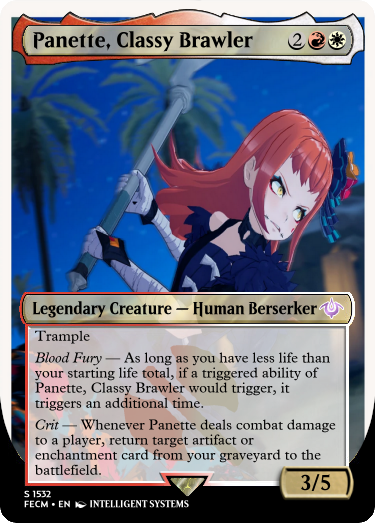 Panette, Classy Brawler 2
Legendary Creature — Human Berserker
Trample
Blood Fury — As long as you have less life than
your starting life total, if a triggered ability of
Panette, Classy Brawler would trigger, it
triggers an additional time.
Crit — Whenever Panette deals combat damage
to a player, return target artifact or
enchantment card from your graveyard to the
battlefield.
3/5
S 1532
FECM • EN INTELLIGENT SYSTEMS